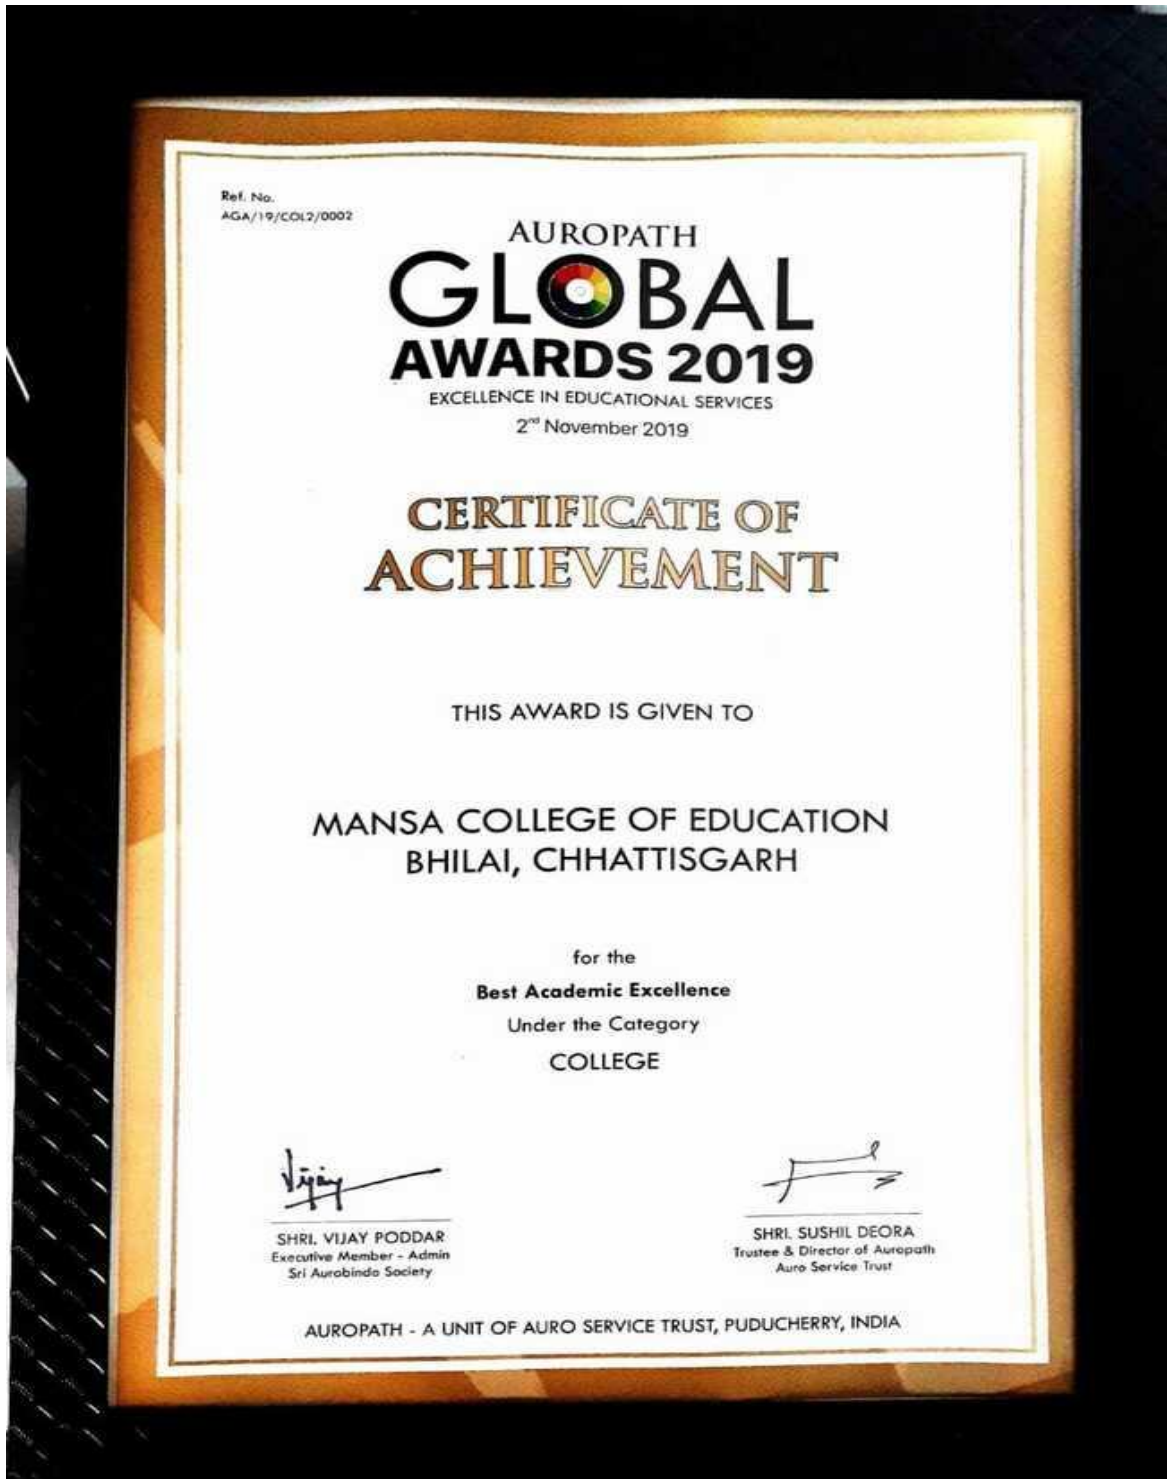 Ref. No.
AGA/19/COL2/0002
AUROPATH
GLOBAL
AWARDS 2019
EXCELLENCE IN EDUCATIONAL SERVICES
2nd November 2019
CERTIFICATE OF
ACHIEVEMENT
THIS AWARD IS GIVEN TO
MANSA COLLEGE OF EDUCATION
BHILAI, CHHATTISGARH
for the
Best Academic Excellence
Under the Category
COLLEGE
Vijay
SHRI. VIJAY PODDAR
Executive Member - Admin
Sri Aurobindo Society
SHRI. SUSHIL DEORA
Trustee & Director of Auropath
Auro Service Trust
AUROPATH - A UNIT OF AURO SERVICE TRUST, PUDUCHERRY, INDIA